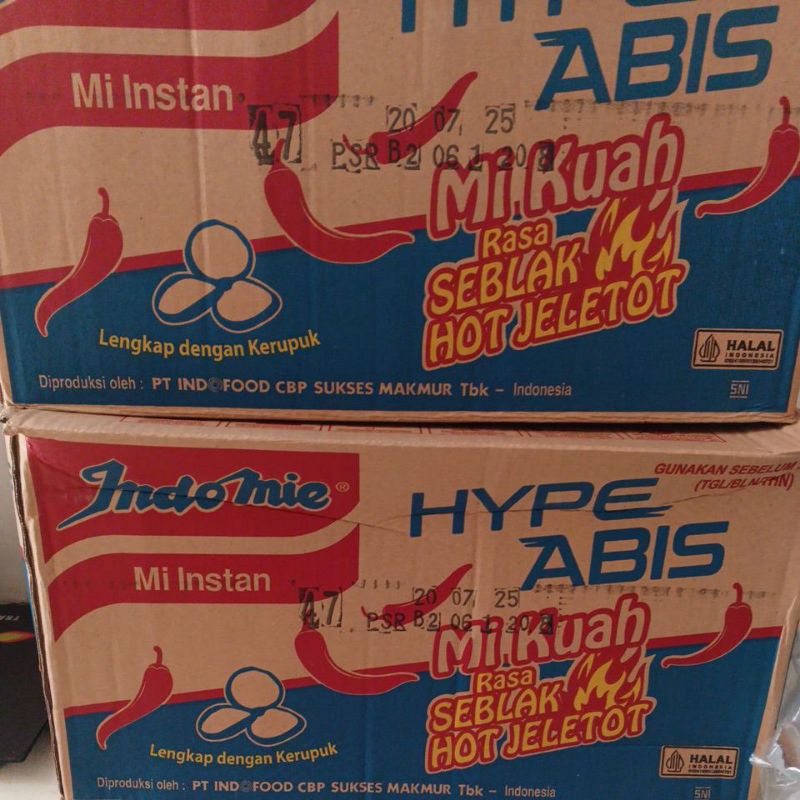 HYPE
ABIS
Mi Instan
47 20 07 25
PSR B2 06 1 20
Mi Kuah
Rasa
SEBLAK
HOT JELETOT
Lengkap dengan Kerupuk
HALAL
INDONESIA
Diproduksi oleh : PT INDOFOOD CBP SUKSES MAKMUR Tbk – Indonesia
SNI
Indomie ®
HYPE
ABIS
GUNAKAN SEBELUM
(TGL/BLN/THN)
Mi Instan
47 20 07 25
PSR B2 06 1 20
Mi Kuah
Rasa
SEBLAK
HOT JELETOT
Lengkap dengan Kerupuk
HALAL
INDONESIA
Diproduksi oleh : PT INDOFOOD CBP SUKSES MAKMUR Tbk – Indonesia
SNI